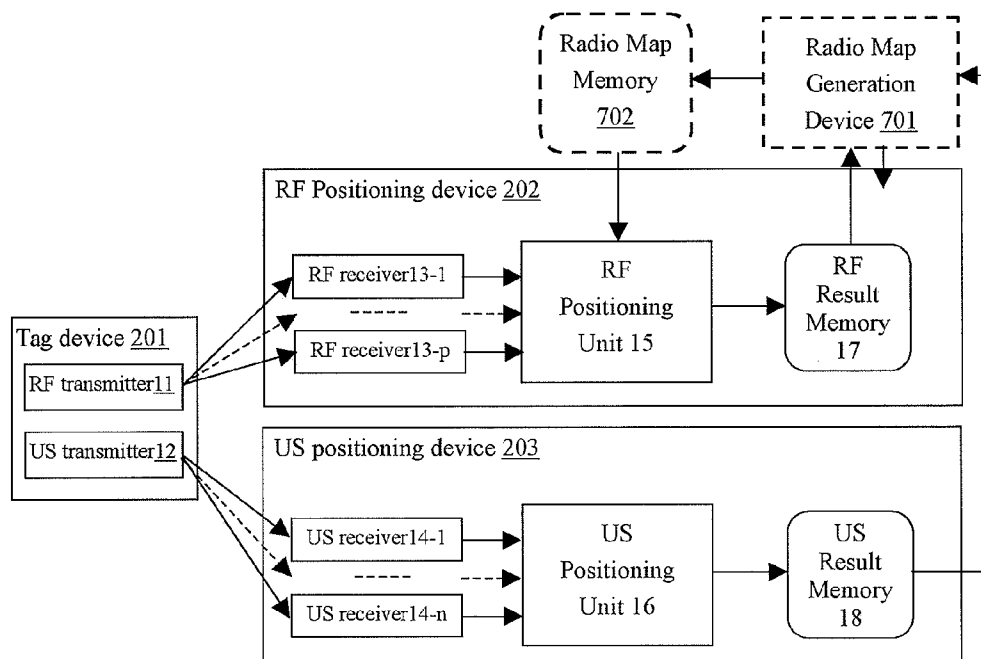 Radio Map
Memory
702
Radio Map
Generation
Device 701
RF Positioning device 202
RF receiver13-1
RF receiver13-p
RF
Positioning
Unit 15
RF
Result
Memory
17
Tag device 201
RF transmitter11
US transmitter12
US positioning device 203
US receiver14-1
US receiver14-n
US
Positioning
Unit 16
US
Result
Memory
18